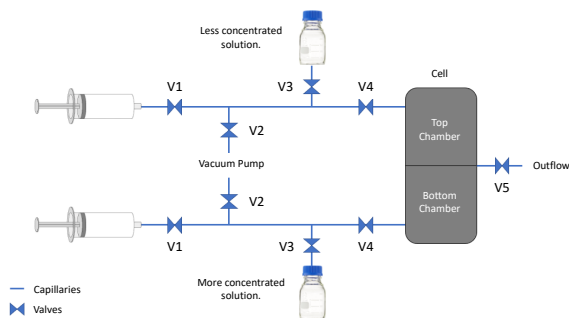 Less concentrated
solution.
V1
V3
V4
Cell
V2
Top
Chamber
Vacuum Pump
Outflow
V5
V2
Bottom
Chamber
V1
V3
V4
More concentrated
solution.
Capillaries
Valves